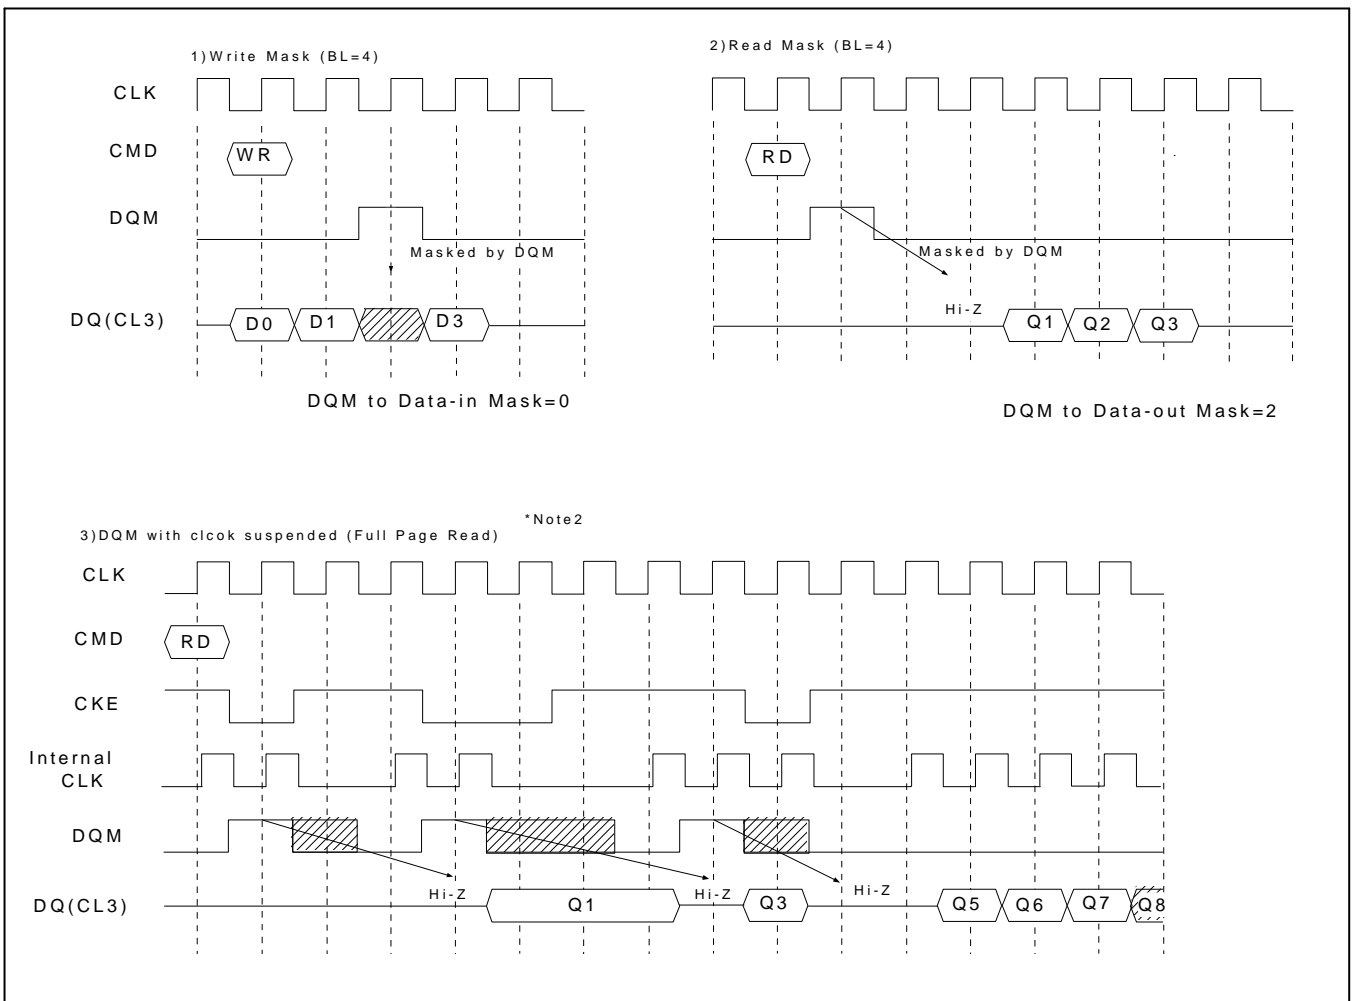 1)Write Mask (BL=4)
2)Read Mask (BL=4)
CLK
CMD
WR
RD
DQM
Masked by DQM
Masked by DQM
Hi-Z
DQ(CL3)
D0
D1
D3
Q1
Q2
Q3
DQM to Data-in Mask=0
DQM to Data-out Mask=2
*Note2
3)DQM with clcok suspended (Full Page Read)
CLK
CMD
RD
CKE
Internal
CLK
DQM
Hi-Z
Hi-Z
Hi-Z
DQ(CL3)
Q1
Q3
Q5
Q6
Q7
Q8